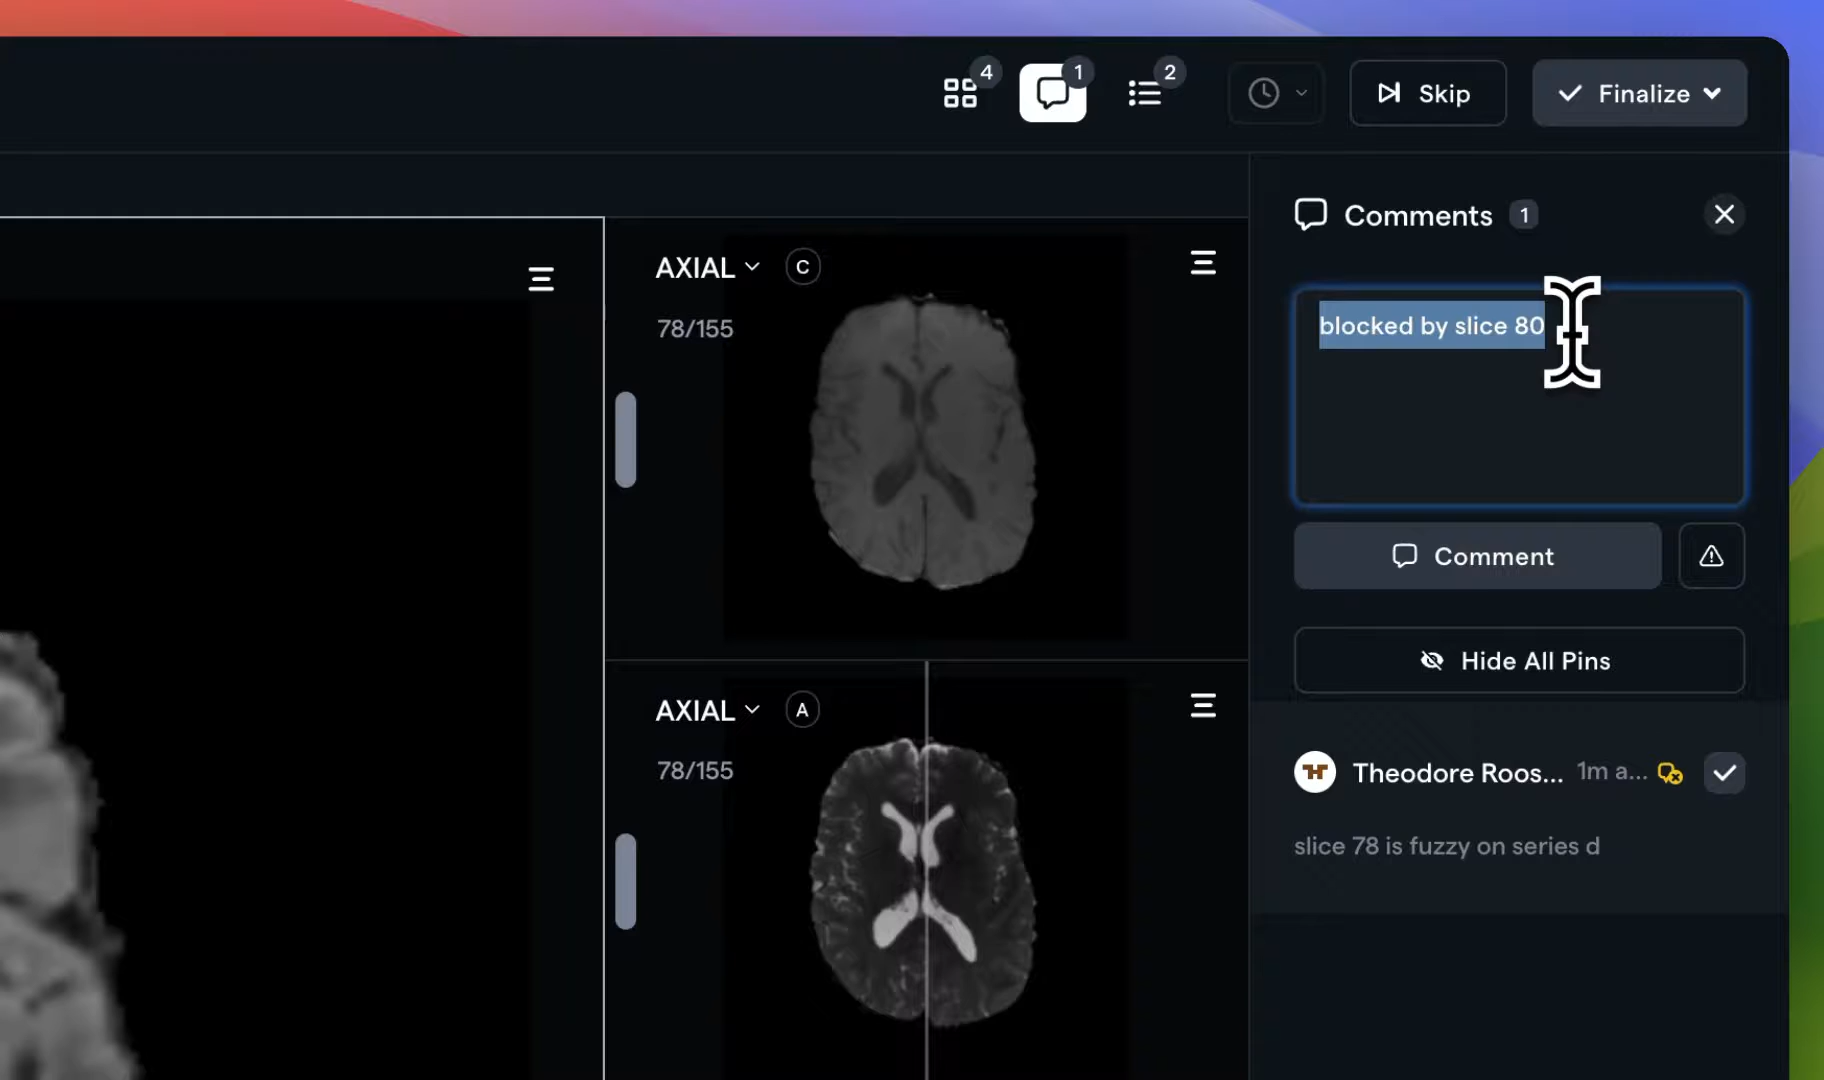 4
1
2
Skip
Finalize
Comments 1
AXIAL C
78/155
blocked by slice 80
Comment
Hide All Pins
AXIAL A
78/155
Theodore Roos... 1m a...
slice 78 is fuzzy on series d